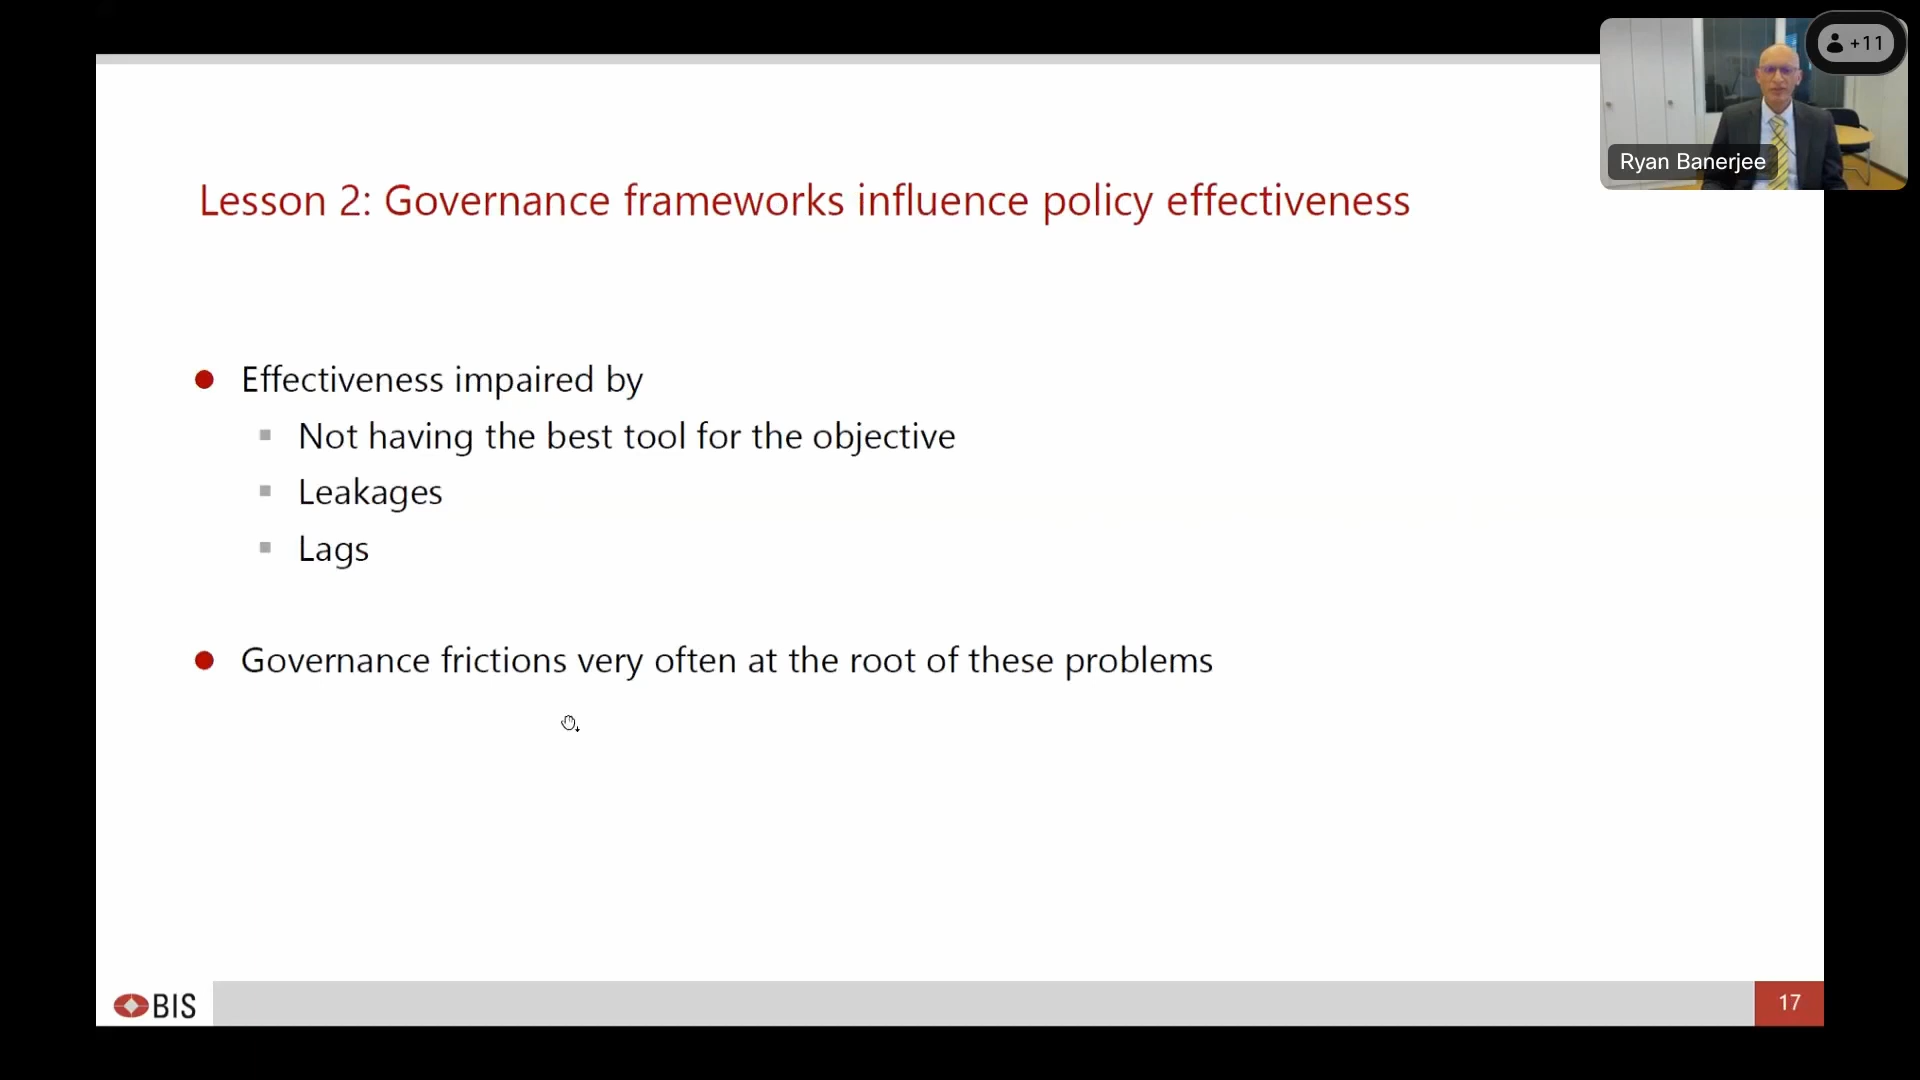 +11
Ryan Banerjee
Lesson 2: Governance frameworks influence policy effectiveness
Effectiveness impaired by
Not having the best tool for the objective
Leakages
Lags
Governance frictions very often at the root of these problems
BIS
17